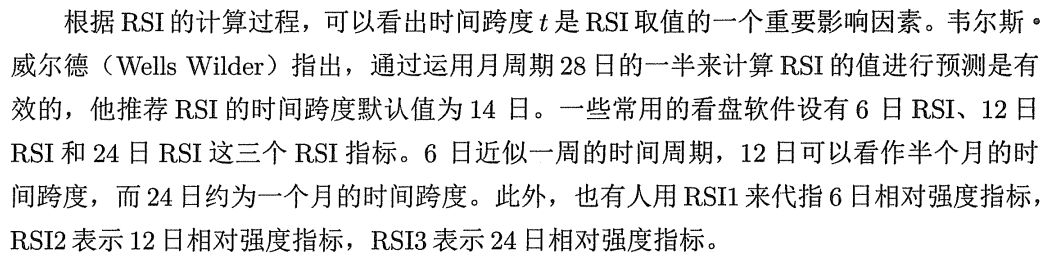 根据 RSI 的计算过程，可以看出时间跨度 t 是 RSI 取值的一个重要影响因素。韦尔斯·
威尔德（Wells Wilder）指出，通过运用月周期 28 日的一半来计算 RSI 的值进行预测是有
效的，他推荐 RSI 的时间跨度默认值为 14 日。一些常用的看盘软件设有 6 日 RSI、12 日
RSI 和 24 日 RSI 这三个 RSI 指标。6 日近似一周的时间周期，12 日可以看作半个月的时
间跨度，而 24 日约为一个月的时间跨度。此外，也有人用 RSI1 来代指 6 日相对强度指标，
RSI2 表示 12 日相对强度指标，RSI3 表示 24 日相对强度指标。